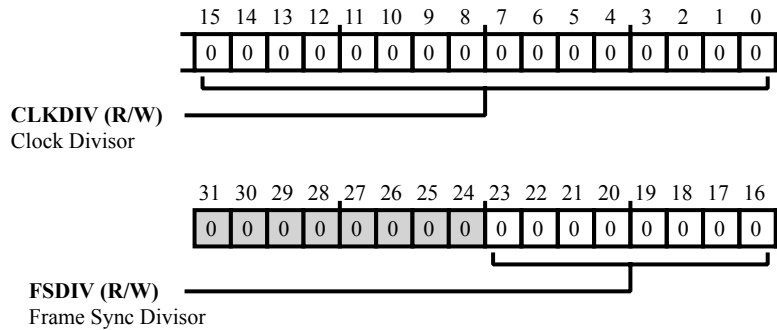 15 14 13 12 11 10 9 8 7 6 5 4 3 2 1 0
0 0 0 0 0 0 0 0 0 0 0 0 0 0 0 0
CLKDIV (R/W)
Clock Divisor
31 30 29 28 27 26 25 24 23 22 21 20 19 18 17 16
0 0 0 0 0 0 0 0 0 0 0 0 0 0 0 0
FSDIV (R/W)
Frame Sync Divisor